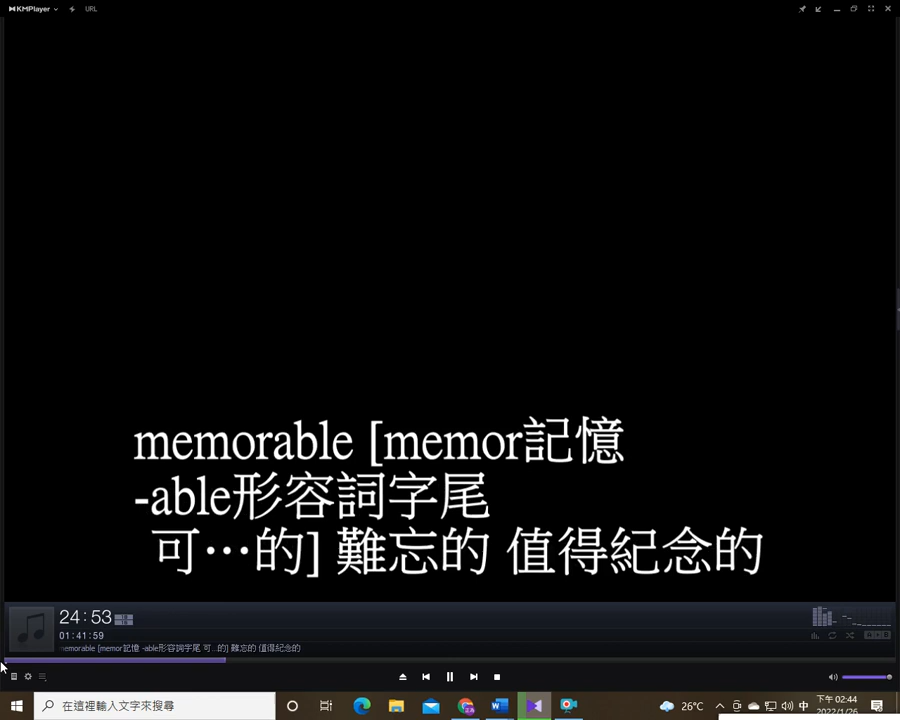 KMPlayer
URL
memorable [memor記憶
-able形容詞字尾
可…的] 難忘的 值得紀念的
24:53
01:41:59
memorable [memor記憶 -able形容詞字尾 可...的] 難忘的 值得紀念的
在這裡輸入文字來搜尋
26°C
中
下午 02:44
2022/1/26